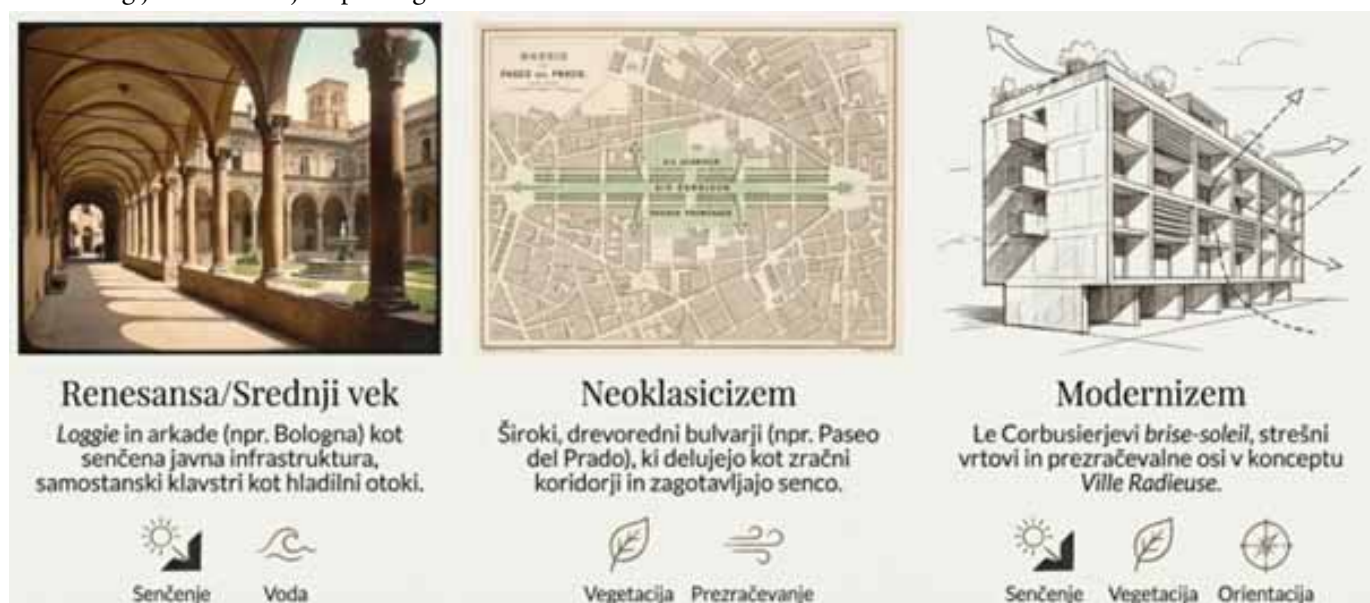 MADRID
PASEO DEL PRADO.
AIR CORRIDOR
Renesansa/Srednji vek
Loggie in arkade (npr. Bologna) kot
senčena javna infrastruktura,
samostanski klavstri kot hladilni otoki.
Senčenje
Voda
Neoklasicizem
Široki, drevoredni bulvarji (npr. Paseo
del Prado), ki delujejo kot zračni
koridorji in zagotavljajo senco.
Vegetacija
Prezračevanje
Modernizem
Le Corbusierjevi brise-soleil, strešni
vrtovi in prezračevalne osi v konceptu
Ville Radieuse.
Senčenje
Vegetacija
Orientacija